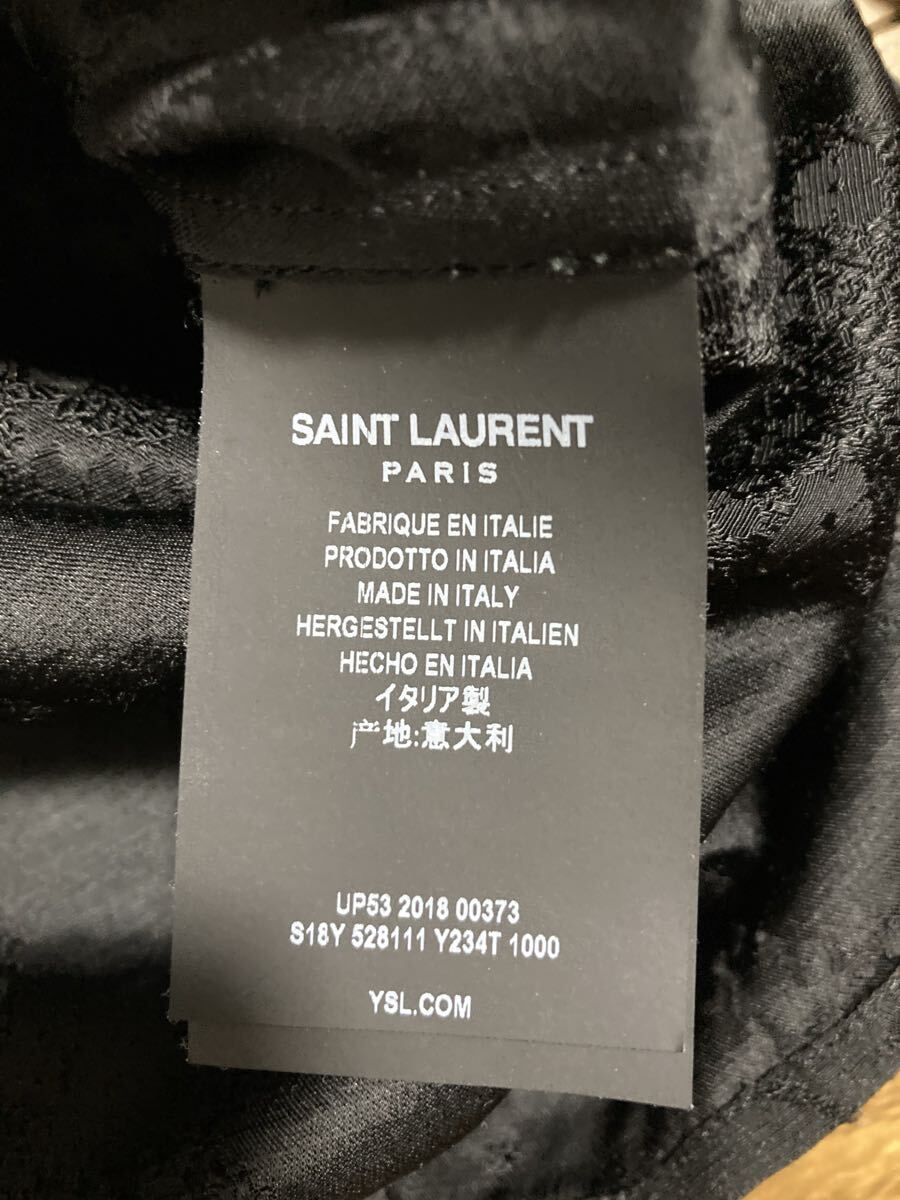 SAINT LAURENT
PARIS
FABRIQUE EN ITALIE
PRODOTTO IN ITALIA
MADE IN ITALY
HERGESTELLT IN ITALIEN
HECHO EN ITALIA
イタリア製
产地:意大利
UP53 2018 00373
S18Y 528111 Y234T 1000
YSL.COM